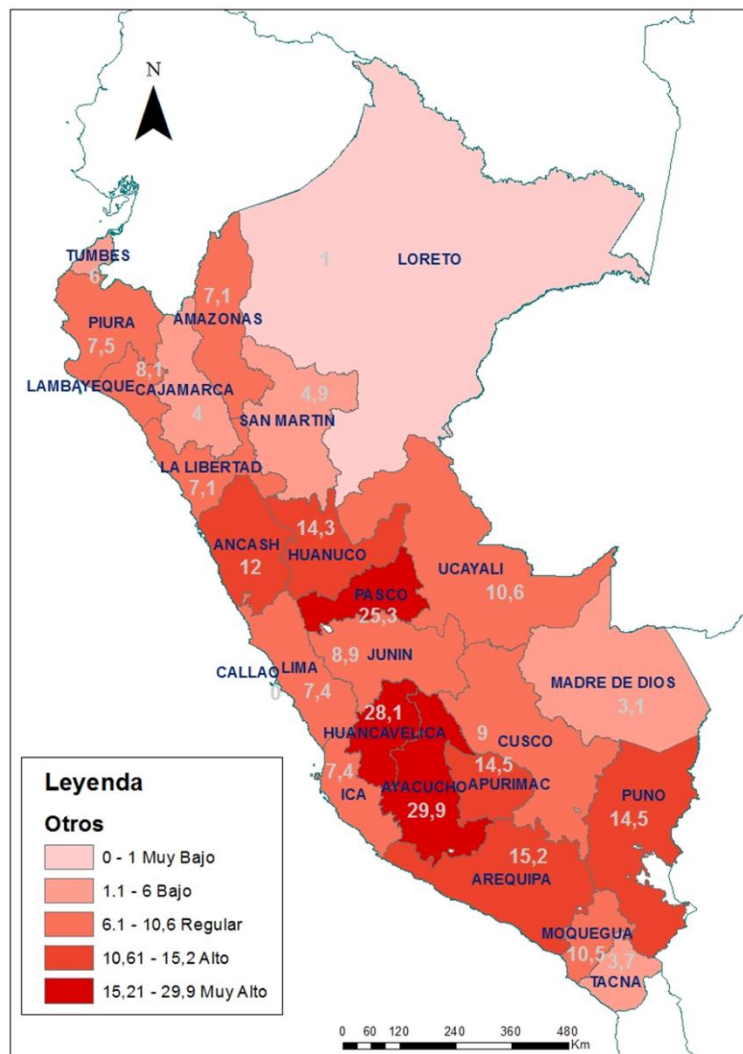 N
TUMBES
6
PIURA
7,5
LAMBAYEQUE
8,1
CAJAMARCA
4
AMAZONAS
7,1
LORETO
1
SAN MARTIN
4,9
LA LIBERTAD
7,1
ANCASH
12
HUANUCO
14,3
UCAYALI
10,6
PASCO
25,3
JUNIN
8,9
CALLAO
0
LIMA
7,4
MADRE DE DIOS
3,1
HUANCAVELICA
28,1
CUSCO
9
ICA
7,4
AYACUCHO
29,9
APURIMAC
14,5
PUNO
14,5
AREQUIPA
15,2
MOQUEGUA
10,5
TACNA
3,7
Leyenda
Otros
0 - 1 Muy Bajo
1.1 - 6 Bajo
6.1 - 10,6 Regular
10,61 - 15,2 Alto
15,21 - 29,9 Muy Alto
0 60 120 240 360 480
Km